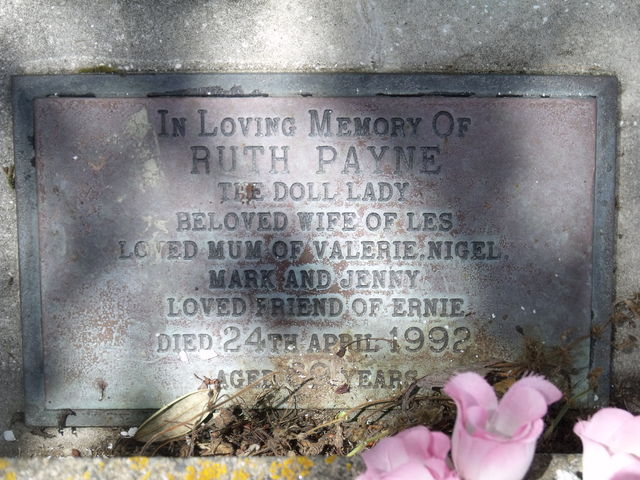 In Loving Memory Of
RUTH PAYNE
THE DOLL LADY
BELOVED WIFE OF LES
LOVED MUM OF VALERIE, NIGEL,
MARK AND JENNY
LOVED FRIEND OF ERNIE
DIED 24TH APRIL 1992
AGED YEARS